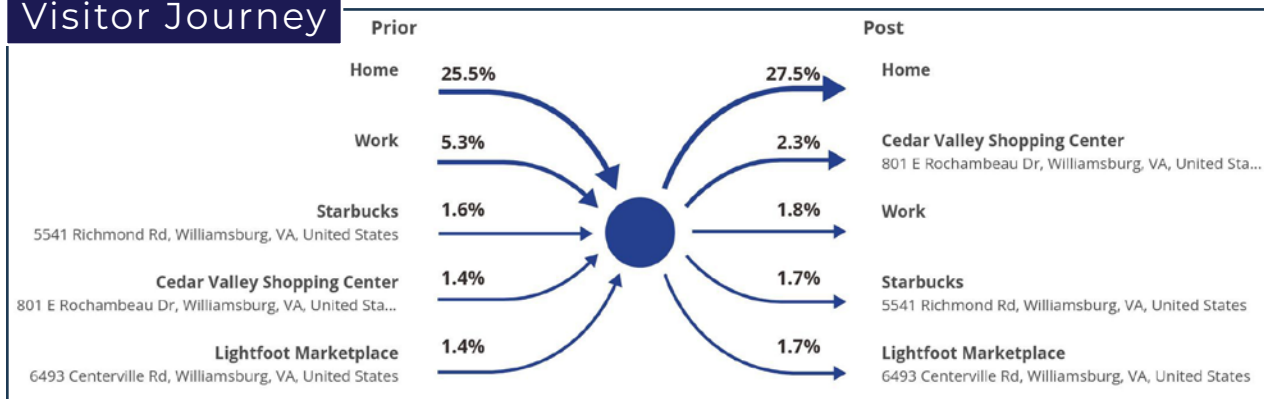 Visitor Journey
Prior
Home
25.5%
Work
5.3%
Starbucks
5541 Richmond Rd, Williamsburg, VA, United States
1.6%
Cedar Valley Shopping Center
801 E Rochambeau Dr, Williamsburg, VA, United Sta...
1.4%
Lightfoot Marketplace
6493 Centerville Rd, Williamsburg, VA, United States
1.4%
Post
27.5%
Home
2.3%
Cedar Valley Shopping Center
801 E Rochambeau Dr, Williamsburg, VA, United Sta...
1.8%
Work
1.7%
Starbucks
5541 Richmond Rd, Williamsburg, VA, United States
1.7%
Lightfoot Marketplace
6493 Centerville Rd, Williamsburg, VA, United States